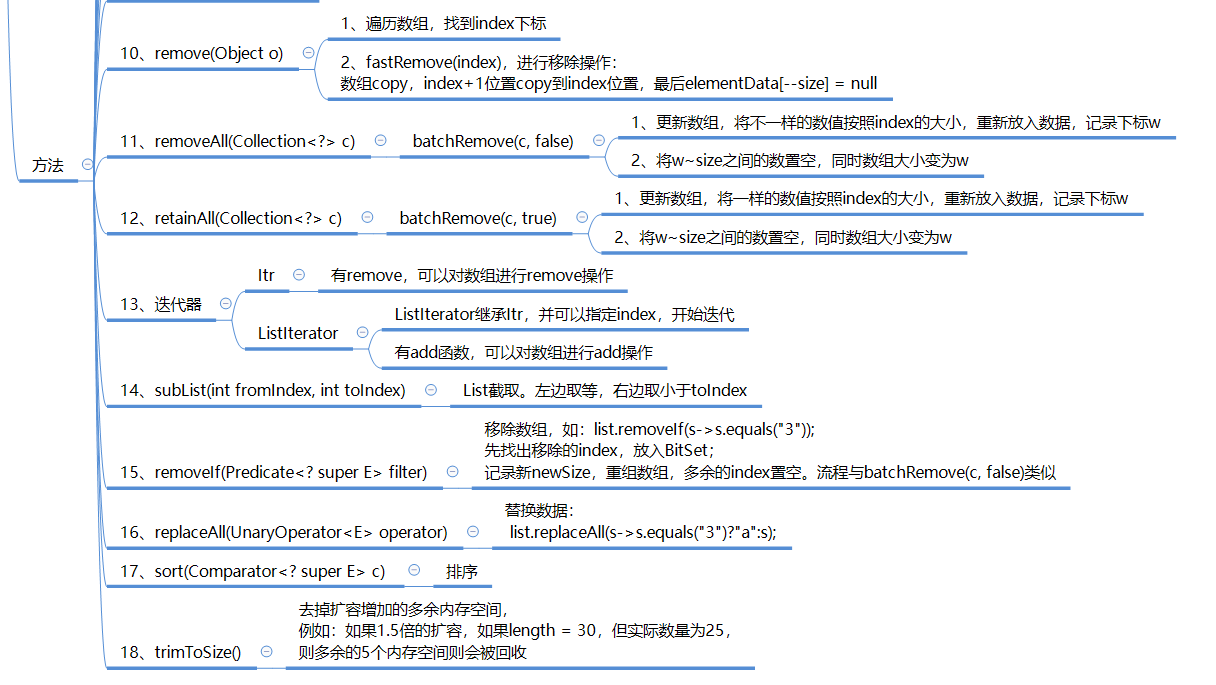 方法
10、remove(Object o)
1、遍历数组，找到index下标
2、fastRemove(index)，进行移除操作：
数组copy，index+1位置copy到index位置，最后elementData[--size] = null
11、removeAll(Collection<?> c)
batchRemove(c, false)
1、更新数组，将不一样的数值按照index的大小，重新放入数据，记录下标w
2、将w~size之间的数置空，同时数组大小变为w
12、retainAll(Collection<?> c)
batchRemove(c, true)
1、更新数组，将一样的数值按照index的大小，重新放入数据，记录下标w
2、将w~size之间的数置空，同时数组大小变为w
13、迭代器
Itr
有remove，可以对数组进行remove操作
ListIterator
ListIterator继承Itr，并可以指定index，开始迭代
有add函数，可以对数组进行add操作
14、subList(int fromIndex, int toIndex)
List截取。左边取等，右边取小于toIndex
15、removeIf(Predicate<? super E> filter)
移除数组，如：list.removeIf(s->s.equals("3"));
先找出移除的index，放入BitSet；
记录新newSize，重组数组，多余的index置空。流程与batchRemove(c, false)类似
16、replaceAll(UnaryOperator<E> operator)
替换数据：
list.replaceAll(s->s.equals("3")?"a":s);
17、sort(Comparator<? super E> c)
排序
18、trimToSize()
去掉扩容增加的多余内存空间，
例如：如果1.5倍的扩容，如果length = 30，但实际数量为25，
则多余的5个内存空间则会被回收